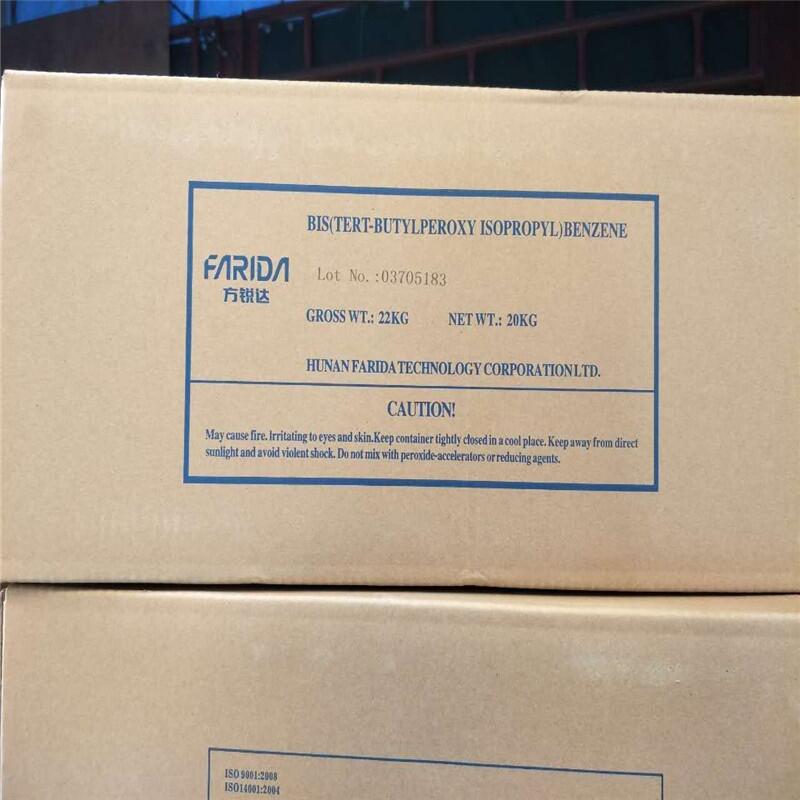 BIS(TERT-BUTYLPEROXY ISOPROPYL)BENZENE
FARIDA
方锐达
Lot No.:03705183
GROSS WT.: 22KG NET WT.: 20KG
HUNAN FARIDA TECHNOLOGY CORPORATION LTD.
CAUTION!
May cause fire. Irritating to eyes and skin.Keep container tightly closed in a cool place. Keep away from direct
sunlight and avoid violent shock. Do not mix with peroxide-accelerators or reducing agents.
ISO 9001:2008
ISO14001:2004